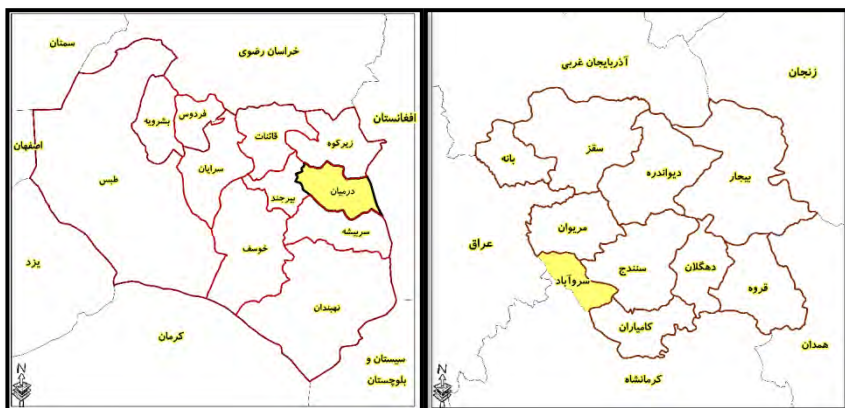 سمنان
خراسان رضوی
افغانستان
فردوس
بشرویه
قائنات
زیرکوه
اصفهان
طبس
سرایان
درمیان
بیرجند
سربیشه
خوسف
یزد
نهبندان
کرمان
سیستان و
بلوچستان
N
آذربایجان غربی
زنجان
سقز
بانه
دیواندره
بیجار
مریوان
عراق
سنندج
دهگلان
سروآباد
قروه
کامیاران
همدان
کرمانشاه
N